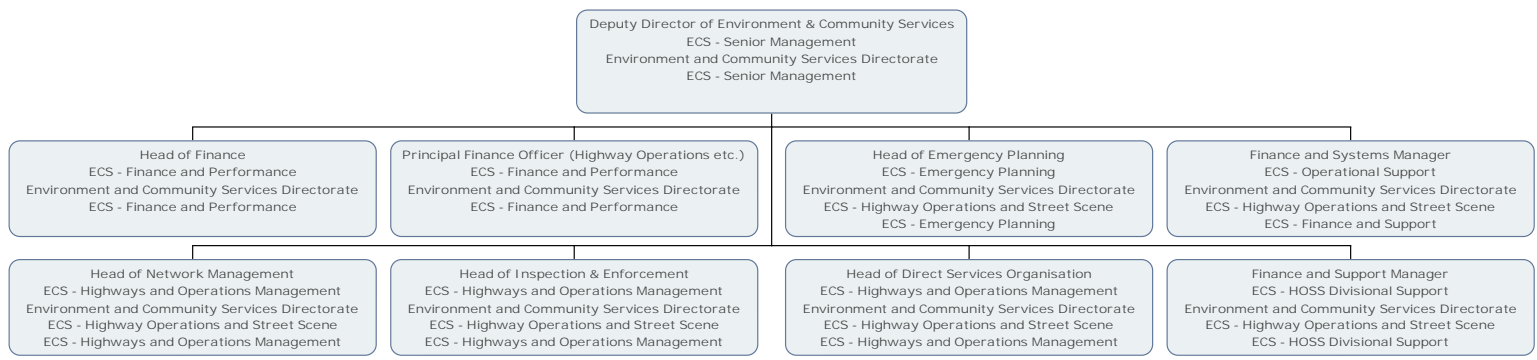 Deputy Director of Environment & Community Services
ECS - Senior Management
Environment and Community Services Directorate
ECS - Senior Management
Head of Finance
ECS - Finance and Performance
Environment and Community Services Directorate
ECS - Finance and Performance
Principal Finance Officer (Highway Operations etc.)
ECS - Finance and Performance
Environment and Community Services Directorate
ECS - Finance and Performance
Head of Emergency Planning
ECS - Emergency Planning
Environment and Community Services Directorate
ECS - Highway Operations and Street Scene
ECS - Emergency Planning
Finance and Systems Manager
ECS - Operational Support
Environment and Community Services Directorate
ECS - Highway Operations and Street Scene
ECS - Finance and Support
Head of Network Management
ECS - Highways and Operations Management
Environment and Community Services Directorate
ECS - Highway Operations and Street Scene
ECS - Highways and Operations Management
Head of Inspection & Enforcement
ECS - Highways and Operations Management
Environment and Community Services Directorate
ECS - Highway Operations and Street Scene
ECS - Highways and Operations Management
Head of Direct Services Organisation
ECS - Highways and Operations Management
Environment and Community Services Directorate
ECS - Highway Operations and Street Scene
ECS - Highways and Operations Management
Finance and Support Manager
ECS - HOSS Divisional Support
Environment and Community Services Directorate
ECS - Highway Operations and Street Scene
ECS - HOSS Divisional Support